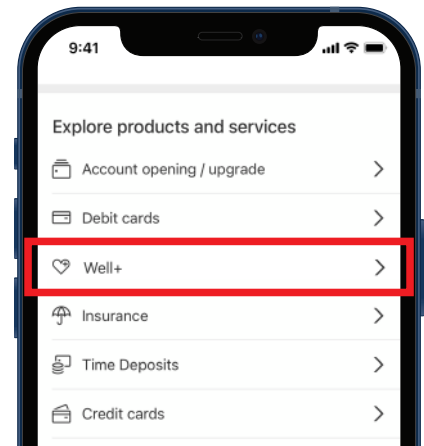 9:41
Explore products and services
Account opening / upgrade
Debit cards
Well+
Insurance
Time Deposits
Credit cards